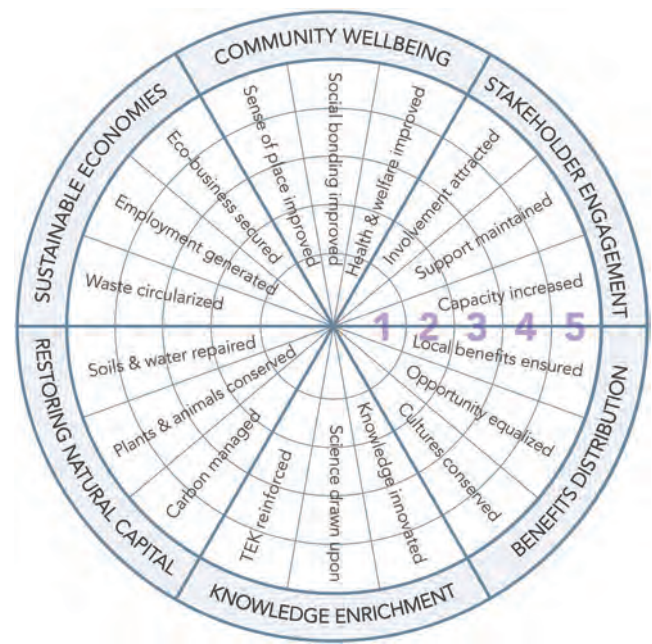 COMMUNITY WELLBEING
Sense of place improved
Social bonding improved
Health & welfare improved
STAKEHOLDER ENGAGEMENT
Involvement attracted
Support maintained
Capacity increased
1 2 3 4 5
BENEFITS DISTRIBUTION
Local benefits ensured
Opportunity equalized
Cultures conserved
KNOWLEDGE ENRICHMENT
Knowledge innovated
Science drawn upon
TEK reinforced
RESTORING NATURAL CAPITAL
Carbon managed
Plants & animals conserved
Soils & water repaired
SUSTAINABLE ECONOMIES
Waste circularized
Employment generated
Eco-business secured